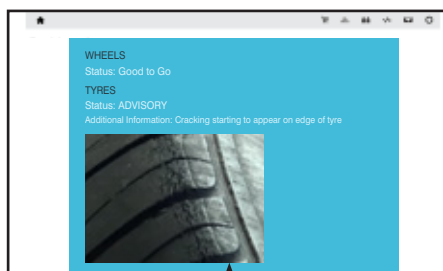 WHEELS
Status: Good to Go
TYRES
Status: ADVISORY
Additional Information: Cracking starting to appear on edge of tyre